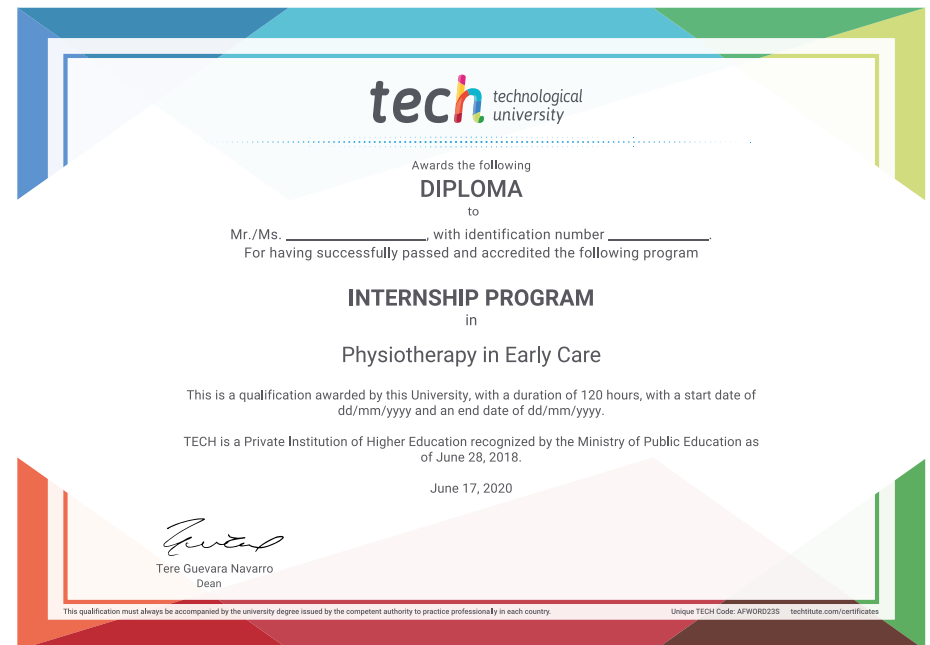 tech technological
university
Awards the following
DIPLOMA
to
Mr./Ms. ____________________, with identification number ______________.
For having successfully passed and accredited the following program
INTERNSHIP PROGRAM
in
Physiotherapy in Early Care
This is a qualification awarded by this University, with a duration of 120 hours, with a start date of
dd/mm/yyyy and an end date of dd/mm/yyyy.
TECH is a Private Institution of Higher Education recognized by the Ministry of Public Education as
of June 28, 2018.
June 17, 2020
Tere Guevara Navarro
Dean
This qualification must always be accompanied by the university degree issued by the competent authority to practice professionally in each country.
Unique TECH Code: AFWORD23S techtitute.com/certificates